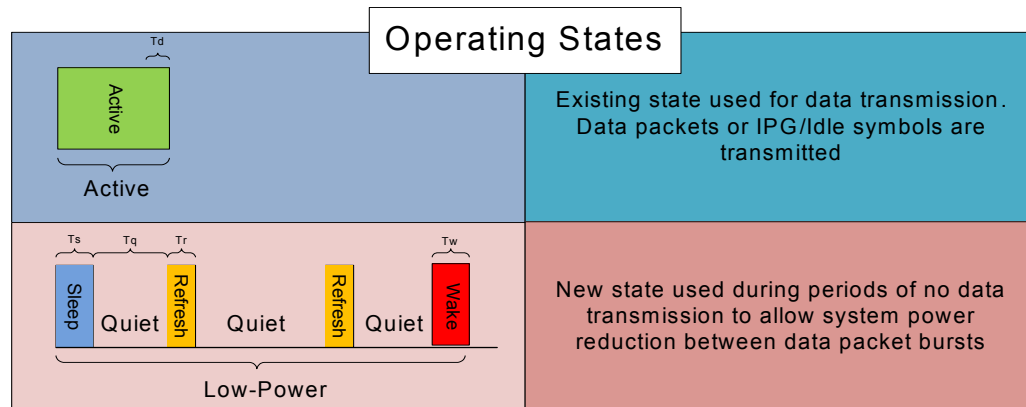 Operating States
Td
Active
Active
Existing state used for data transmission.
Data packets or IPG/Idle symbols are
transmitted
Ts
Tq
Tr
Tw
Sleep
Quiet
Refresh
Quiet
Refresh
Quiet
Wake
Low-Power
New state used during periods of no data
transmission to allow system power
reduction between data packet bursts